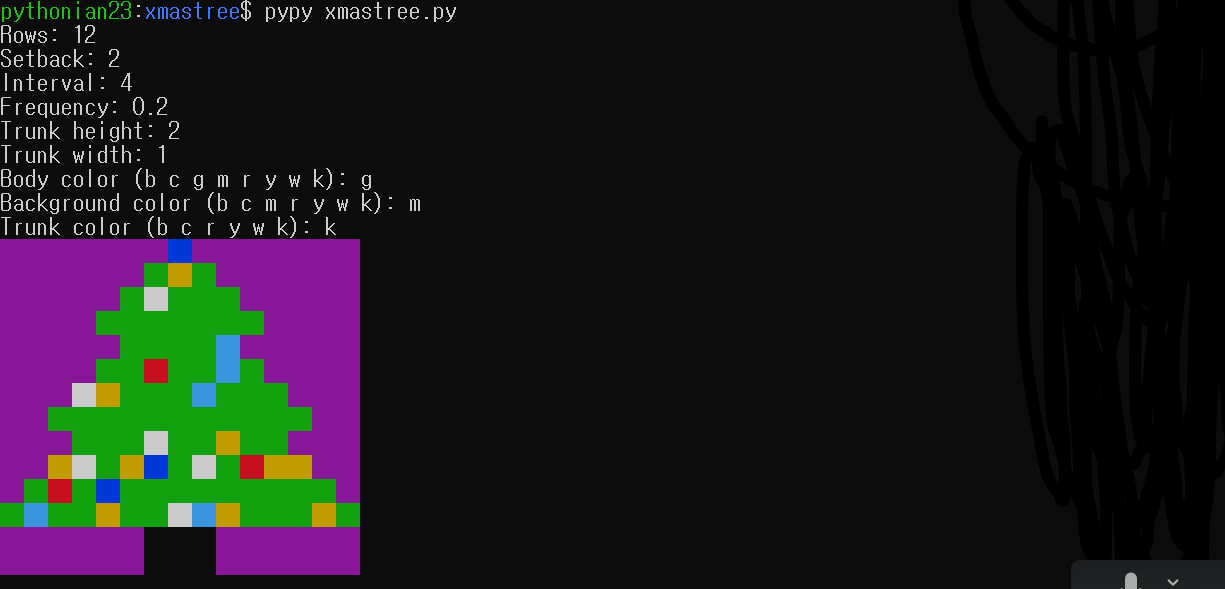 pythonian23:xmastree$ pypy xmastree.py
Rows: 12
Setback: 2
Interval: 4
Frequency: 0.2
Trunk height: 2
Trunk width: 1
Body color (b c g m r y w k): g
Background color (b c m r y w k): m
Trunk color (b c r y w k): k